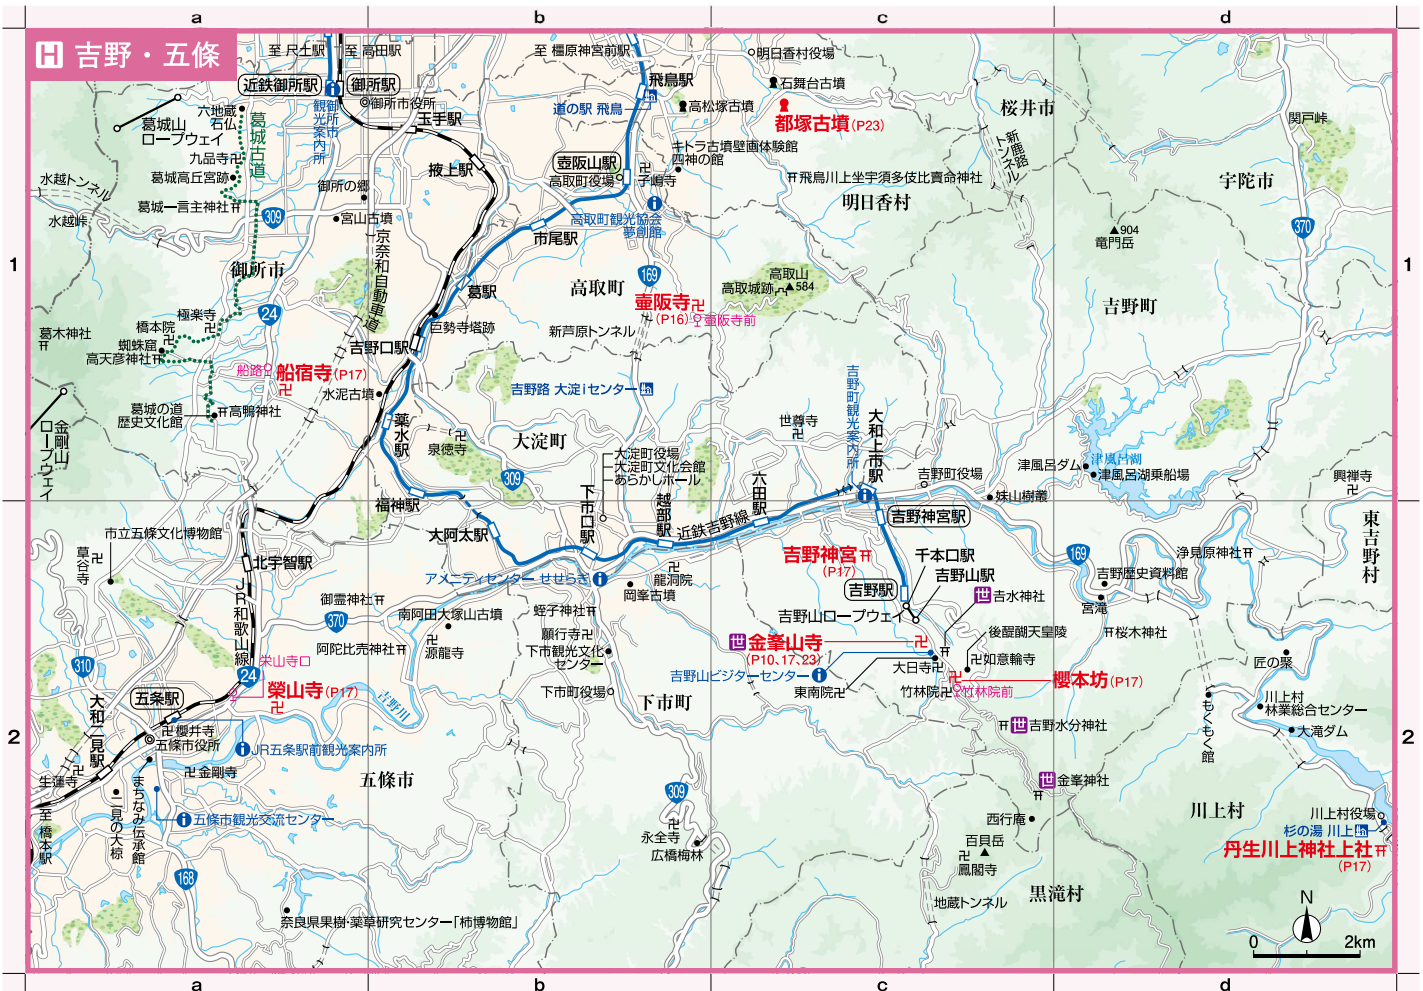 a
b
c
d
H 吉野・五條
至 尺土駅
至 高田駅
至 橿原神宮前駅
明日香村役場
近鉄御所駅
御所駅
飛鳥駅
石舞台古墳
桜井市
六地蔵
石仏
御所市役所
道の駅 飛鳥
高松塚古墳
都塚古墳(P23)
関戸峠
葛城山
ロープウェイ
葛城古道
御所市
観光案内所
玉手駅
キトラ古墳壁画体験館
四神の館
新鹿路
トンネル
九品寺
掖上駅
壺阪山駅
高取町役場
子嶋寺
飛鳥川上坐宇須多伎比賣命神社
宇陀市
水越トンネル
葛城高丘宮跡
御所の郷
明日香村
葛城一言主神社
水越峠
309
宮山古墳
高取町観光協会
夢創館
370
904
竜門岳
市尾駅
京奈和自動車道
1
1
御所市
169
高取山
584
高取城跡
高取町
葛駅
壷阪寺
(P16)
壷阪寺前
吉野町
24
極楽寺
橋本院
巨勢寺塔跡
新芦原トンネル
葛木神社
蜘蛛窟
高天彦神社
吉野口駅
船路
船宿寺(P17)
水泥古墳
吉野路 大淀iセンター
吉野町観光案内所
葛城の道
歴史文化館
高鴨神社
金剛山
ロープウェイ
薬水駅
泉徳寺
大淀町
世尊寺
大和上市駅
大淀町役場
大淀町文化会館
あらかしホール
津風呂湖
津風呂ダム
津風呂湖乗船場
吉野町役場
興禅寺
309
六田駅
妹山樹叢
福神駅
下市口駅
越部駅
近鉄吉野線
吉野神宮駅
市立五條文化博物館
大阿太駅
東吉野村
草谷寺
北宇智駅
吉野神宮
(P17)
千本口駅
吉野山駅
169
浄見原神社
アメニティセンター せせらぎ
龍洞院
岡峯古墳
吉野駅
吉野歴史資料館
宮滝
JR和歌山線
御霊神社
南阿田大塚山古墳
蛭子神社
吉野山ロープウェイ
世 𠮷水神社
370
阿陀比売神社
源龍寺
願行寺
下市観光文化
センター
世 金峯山寺
(P10、17、23)
後醍醐天皇陵
桜木神社
310
栄山寺口
24
榮山寺(P17)
吉野山ビジターセンター
大日寺
如意輪寺
匠の聚
五条駅
吉野川
下市町役場
下市町
東南院
竹林院
竹林院前
櫻本坊(P17)
川上村
林業総合センター
大和二見駅
櫻井寺
五條市役所
世 吉野水分神社
もくもく館
大滝ダム
2
2
JR五条駅前観光案内所
生蓮寺
金剛寺
五條市
世 金峯神社
至 橋本駅
二見の大椋
まちなみ伝承館
五條市観光交流センター
309
永全寺
広橋梅林
西行庵
川上村
川上村役場
杉の湯 川上
百貝岳
鳳閣寺
丹生川上神社上社
(P17)
168
地蔵トンネル
黒滝村
奈良県果樹・薬草研究センター「柿博物館」
N
0
2km
a
b
c
d